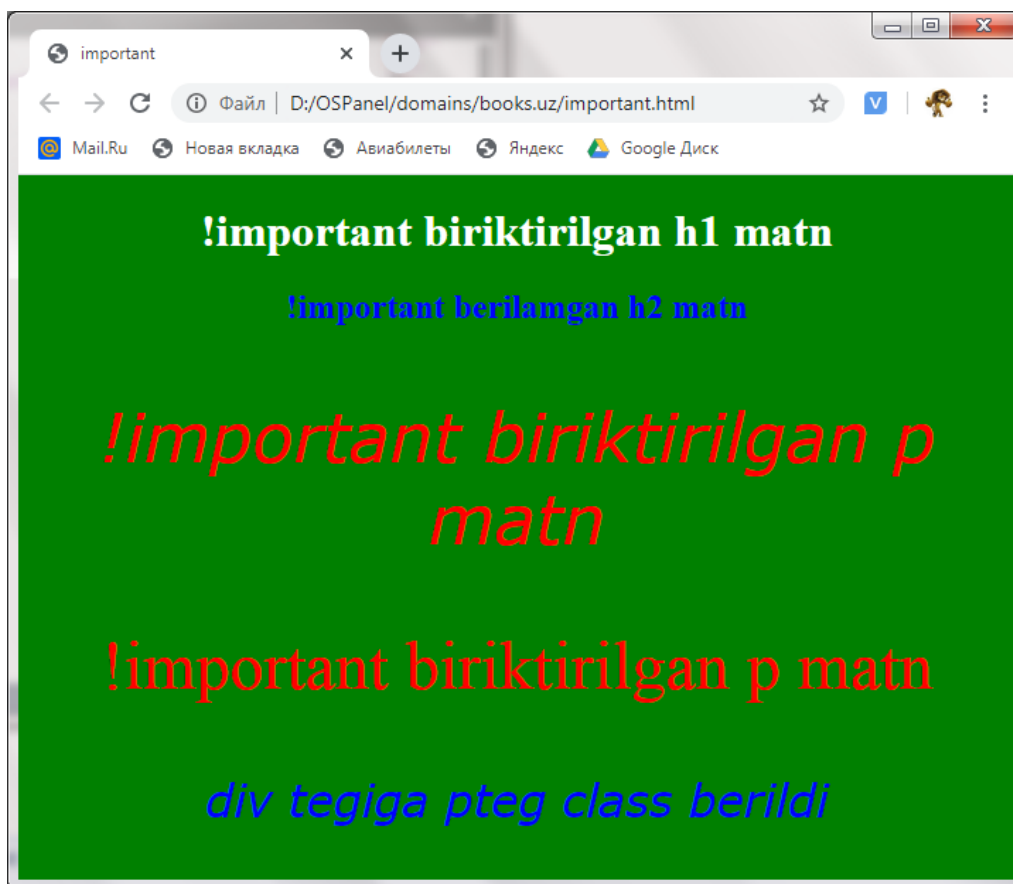 important
Файл D:/OSPanel/domains/books.uz/important.html
Mail.Ru Новая вкладка Авиабилеты Яндекс Google Диск
!important biriktirilgan h1 matn
!important berilamgan h2 matn
!important biriktirilgan p
matn
!important biriktirilgan p matn
div tegiga pteg class berildi